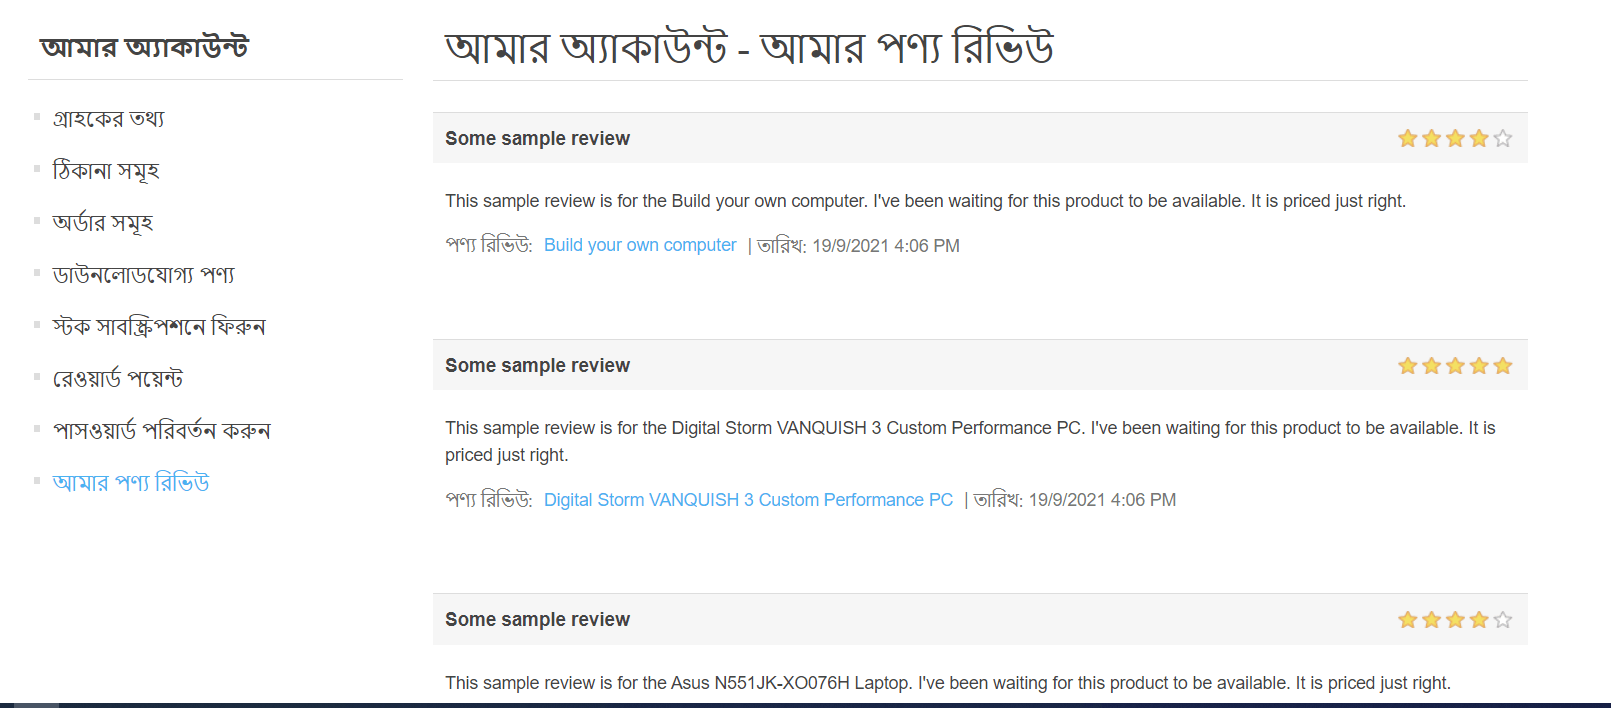 আমার অ্যাকাউন্ট
গ্রাহকের তথ্য
ঠিকানা সমূহ
অর্ডার সমূহ
ডাউনলোডযোগ্য পণ্য
স্টক সাবস্ক্রিপশনে ফিরুন
রেওয়ার্ড পয়েন্ট
পাসওয়ার্ড পরিবর্তন করুন
আমার পণ্য রিভিউ
আমার অ্যাকাউন্ট - আমার পণ্য রিভিউ
Some sample review
This sample review is for the Build your own computer. I've been waiting for this product to be available. It is priced just right.
পণ্য রিভিউ: Build your own computer | তারিখ: 19/9/2021 4:06 PM
Some sample review
This sample review is for the Digital Storm VANQUISH 3 Custom Performance PC. I've been waiting for this product to be available. It is
priced just right.
পণ্য রিভিউ: Digital Storm VANQUISH 3 Custom Performance PC | তারিখ: 19/9/2021 4:06 PM
Some sample review
This sample review is for the Asus N551JK-XO076H Laptop. I've been waiting for this product to be available. It is priced just right.